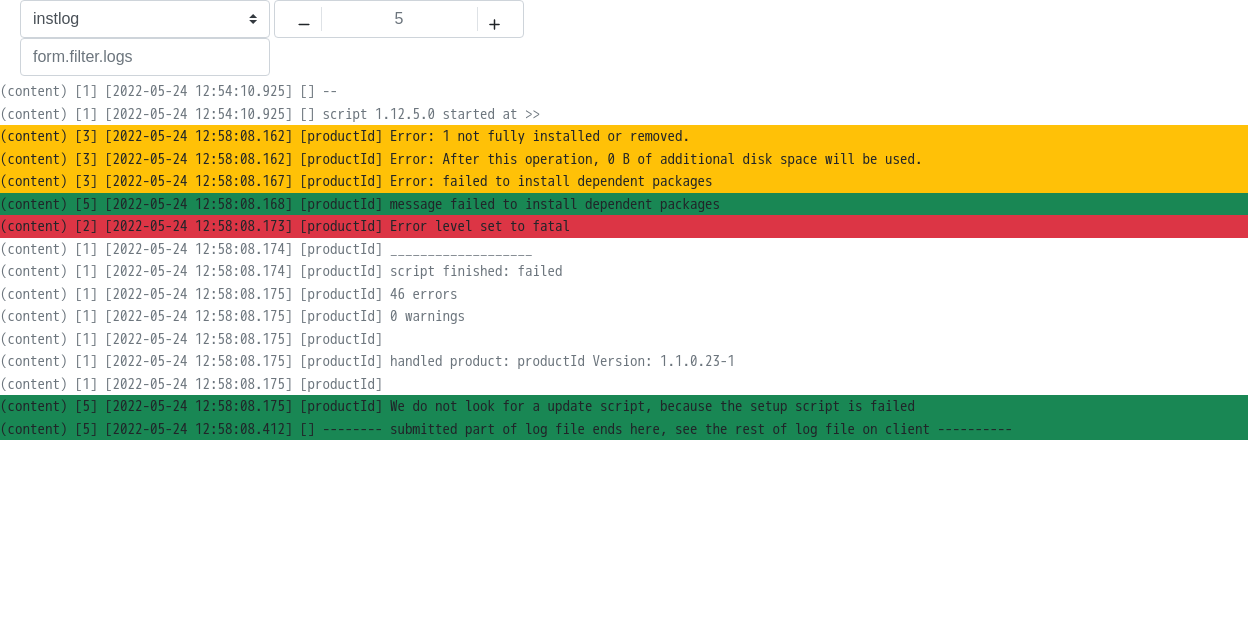 instlog
− 5 +
form.filter.logs
(content) [1] [2022-05-24 12:54:10.925] [] --
(content) [1] [2022-05-24 12:54:10.925] [] script 1.12.5.0 started at >>
(content) [3] [2022-05-24 12:58:08.162] [productId] Error: 1 not fully installed or removed.
(content) [3] [2022-05-24 12:58:08.162] [productId] Error: After this operation, 0 B of additional disk space will be used.
(content) [3] [2022-05-24 12:58:08.167] [productId] Error: failed to install dependent packages
(content) [5] [2022-05-24 12:58:08.168] [productId] message failed to install dependent packages
(content) [2] [2022-05-24 12:58:08.173] [productId] Error level set to fatal
(content) [1] [2022-05-24 12:58:08.174] [productId] ___________________
(content) [1] [2022-05-24 12:58:08.174] [productId] script finished: failed
(content) [1] [2022-05-24 12:58:08.175] [productId] 46 errors
(content) [1] [2022-05-24 12:58:08.175] [productId] 0 warnings
(content) [1] [2022-05-24 12:58:08.175] [productId]
(content) [1] [2022-05-24 12:58:08.175] [productId] handled product: productId Version: 1.1.0.23-1
(content) [1] [2022-05-24 12:58:08.175] [productId]
(content) [5] [2022-05-24 12:58:08.175] [productId] We do not look for a update script, because the setup script is failed
(content) [5] [2022-05-24 12:58:08.412] [] -------- submitted part of log file ends here, see the rest of log file on client ----------